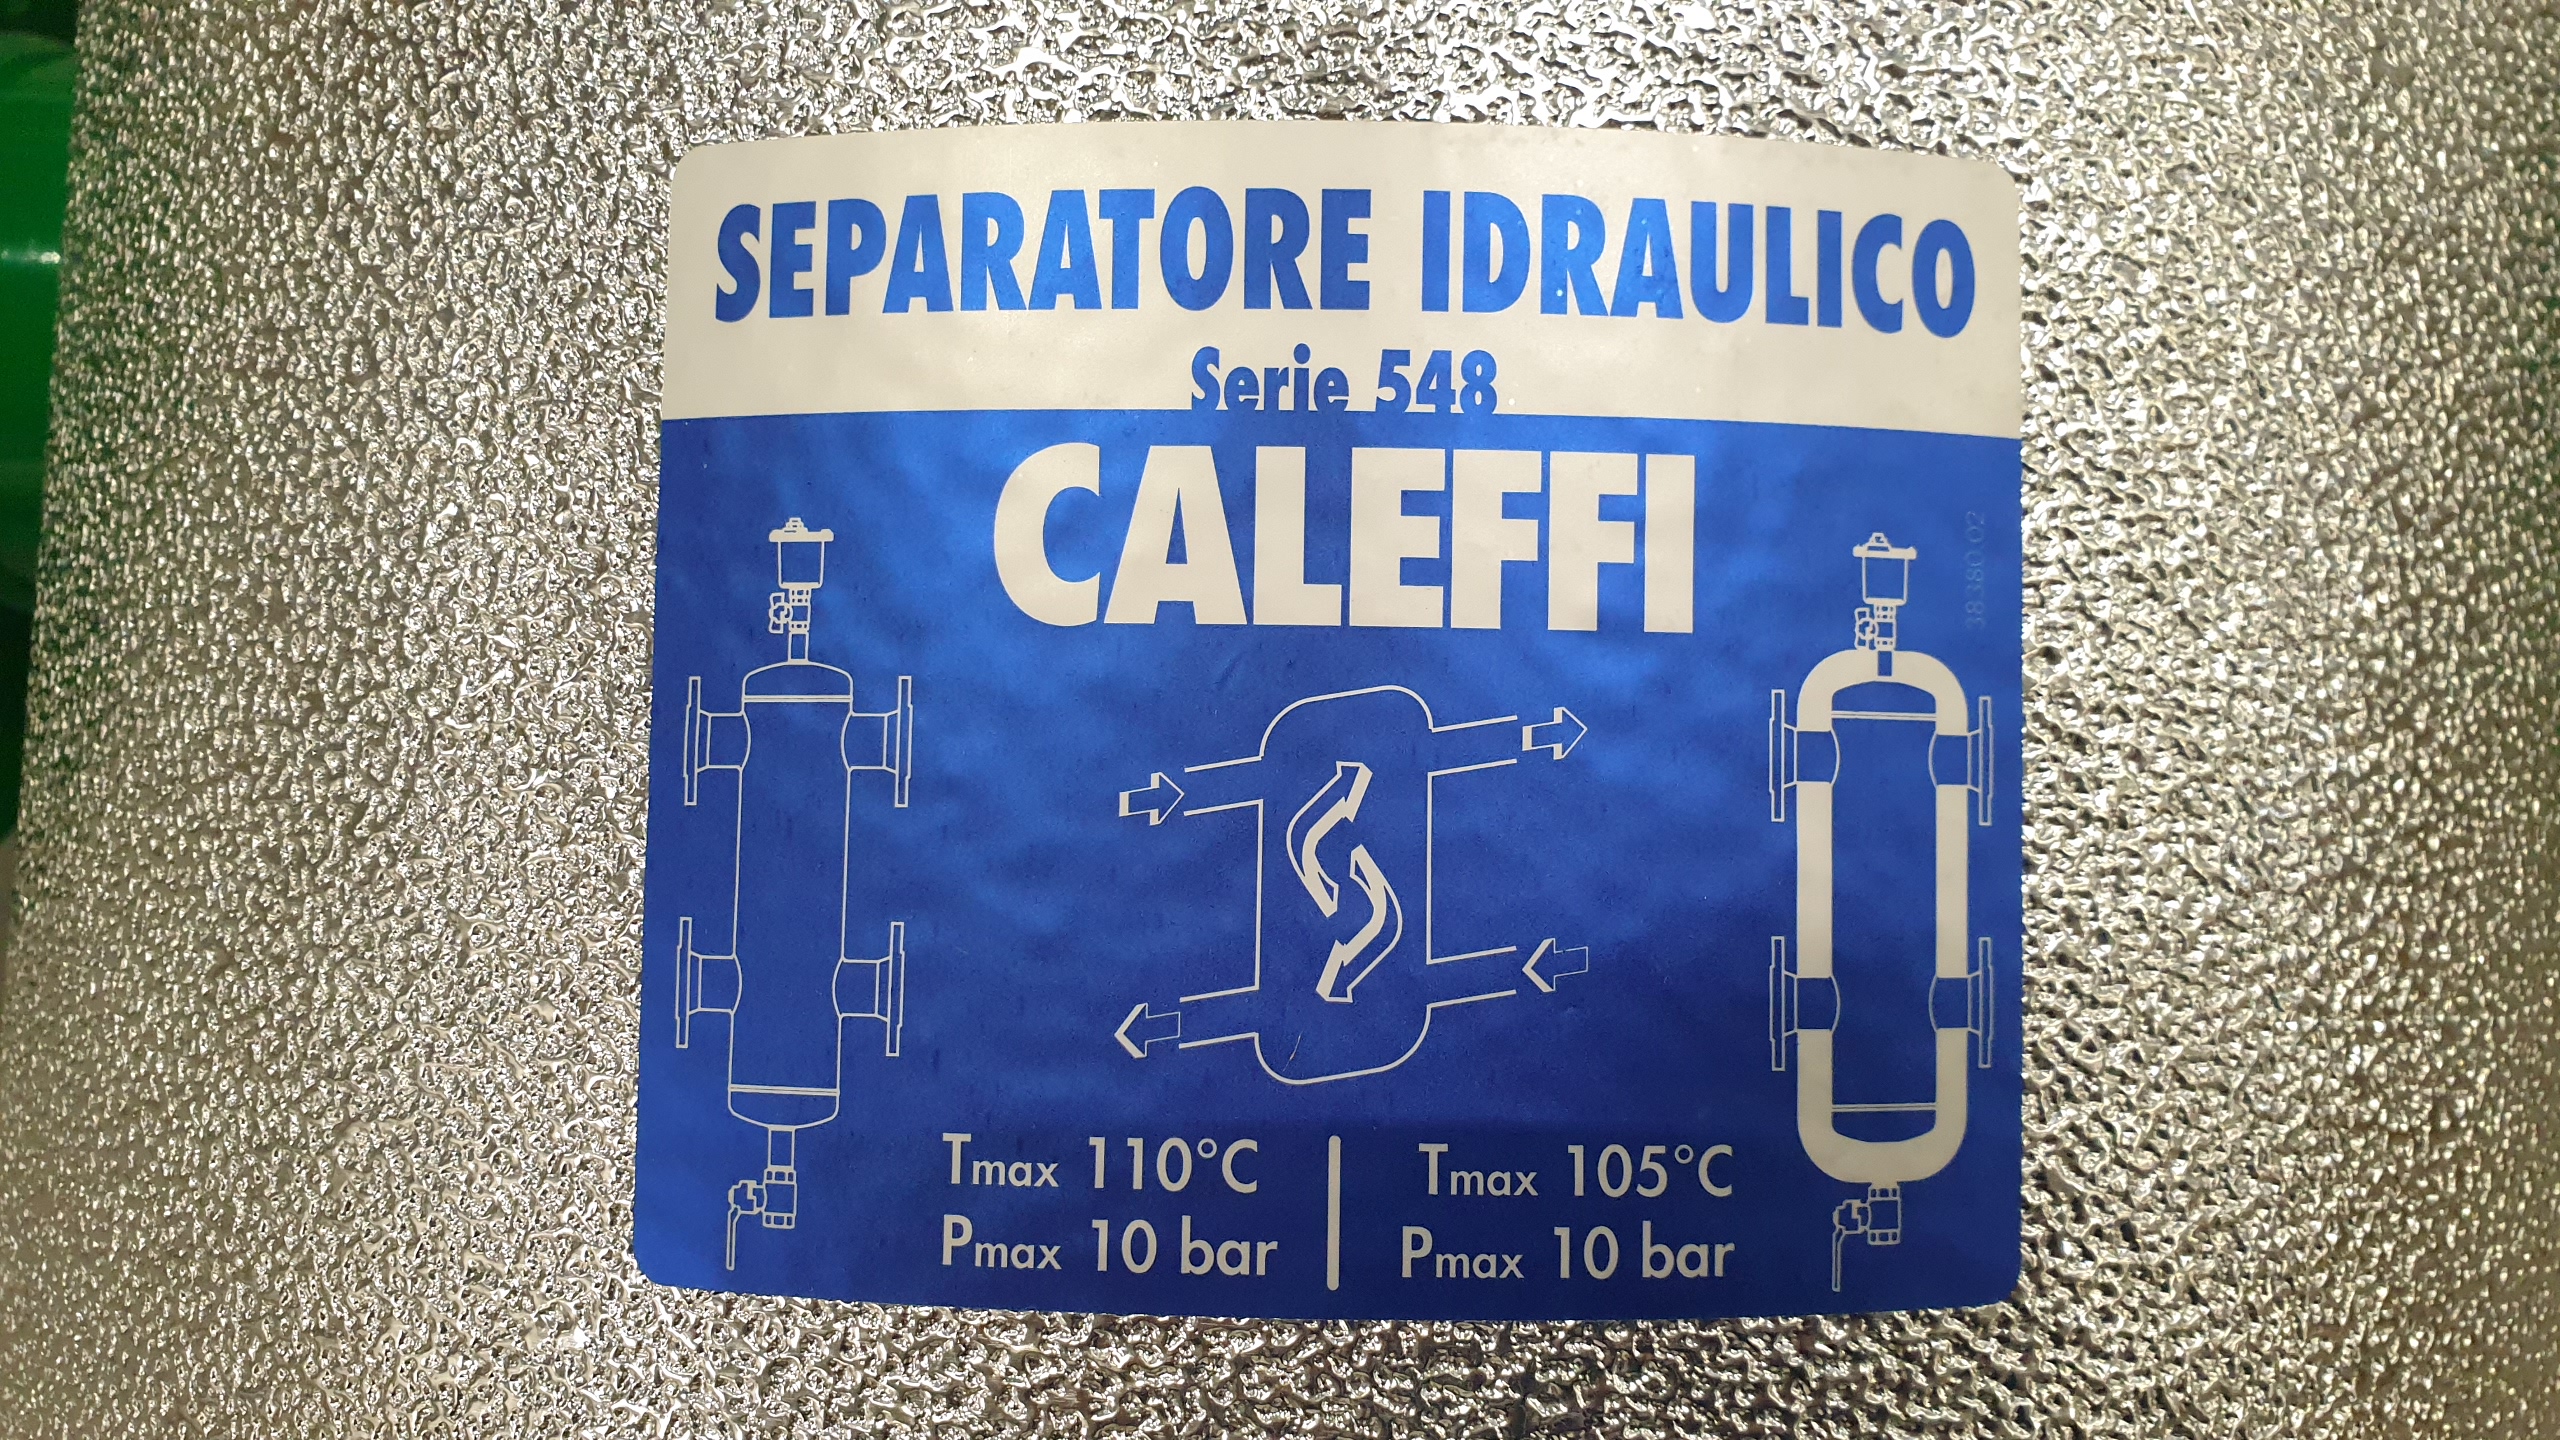 SEPARATORE IDRAULICO
Serie 548
CALEFFI
38380.02
Tmax 110°C
Pmax 10 bar
Tmax 105°C
Pmax 10 bar